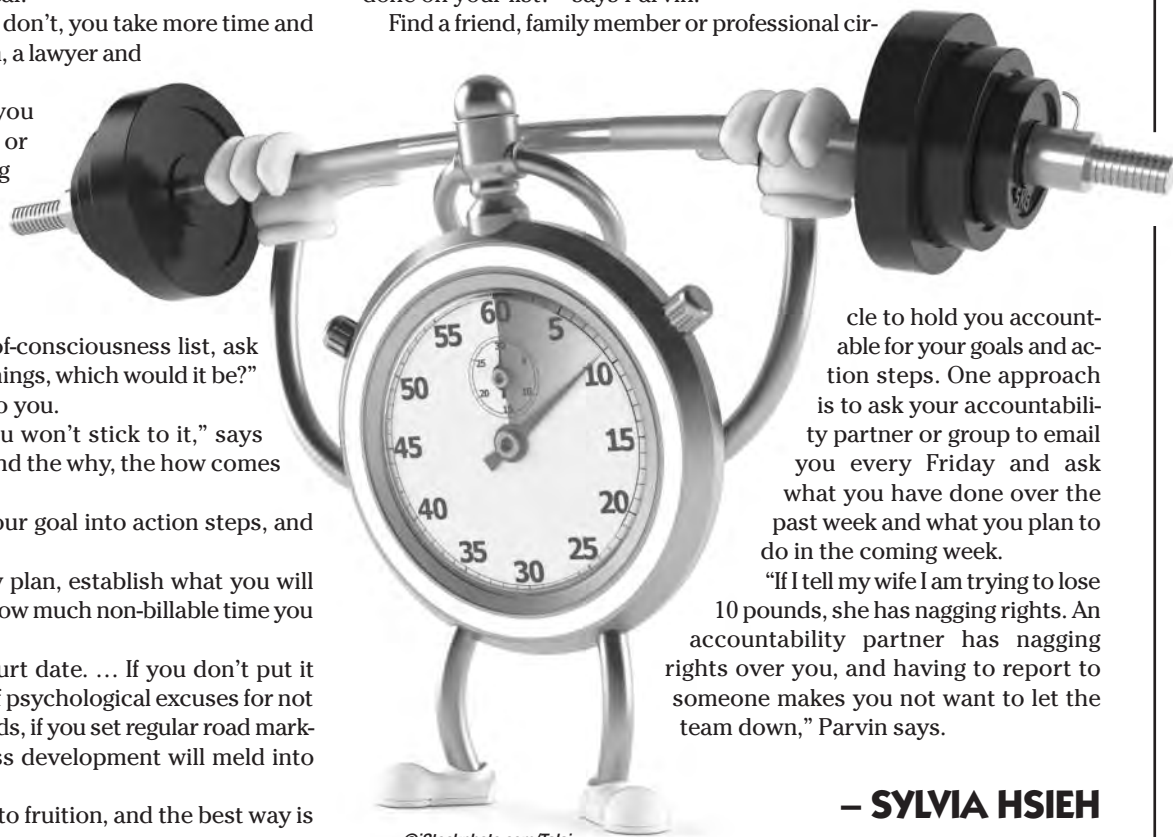 don't, you take more time and
, a lawyer and
you
or
g
f-consciousness list, ask
ings, which would it be?"
o you.
u won't stick to it," says
nd the why, the how comes
our goal into action steps, and
y plan, establish what you will
ow much non-billable time you
urt date. … If you don't put it
f psychological excuses for not
ds, if you set regular road mark-
ss development will meld into
to fruition, and the best way is
done on your list?'" says Parvin.
Find a friend, family member or professional cir-
60
5
10
15
20
25
30
35
40
45
50
55
cle to hold you account-
able for your goals and ac-
tion steps. One approach
is to ask your accountabili-
ty partner or group to email
you every Friday and ask
what you have done over the
past week and what you plan to
do in the coming week.
"If I tell my wife I am trying to lose
10 pounds, she has nagging rights. An
accountability partner has nagging
rights over you, and having to report to
someone makes you not want to let the
team down," Parvin says.
– SYLVIA HSIEH